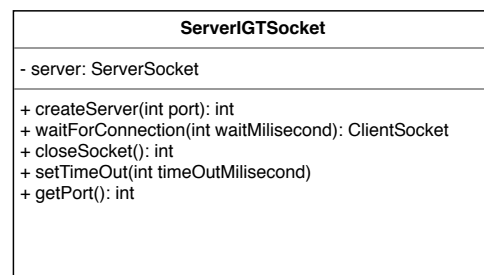 ServerIGTSocket
- server: ServerSocket
+ createServer(int port): int
+ waitForConnection(int waitMilisecond): ClientSocket
+ closeSocket(): int
+ setTimeOut(int timeOutMilisecond)
+ getPort(): int